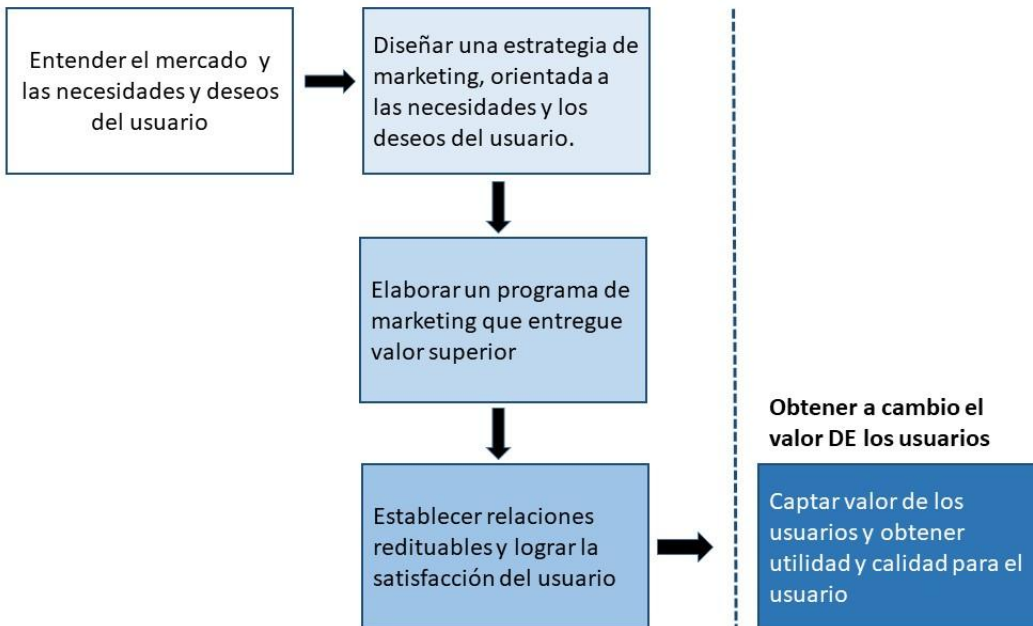 Entender el mercado y
las necesidades y deseos
del usuario
Diseñar una estrategia de
marketing, orientada a
las necesidades y los
deseos del usuario.
Elaborar un programa de
marketing que entregue
valor superior
Establecer relaciones
redituables y lograr la
satisfacción del usuario
Obtener a cambio el
valor DE los usuarios
Captar valor de los
usuarios y obtener
utilidad y calidad para el
usuario